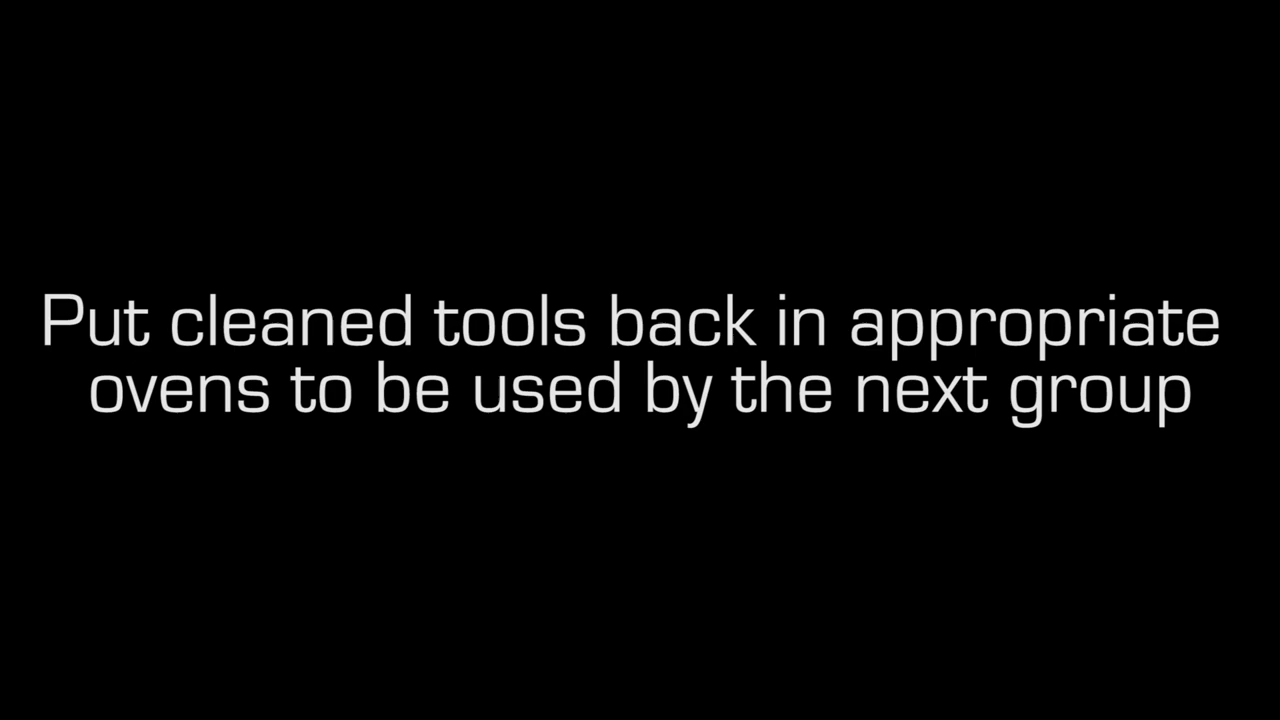 Put cleaned tools back in appropriate
ovens to be used by the next group